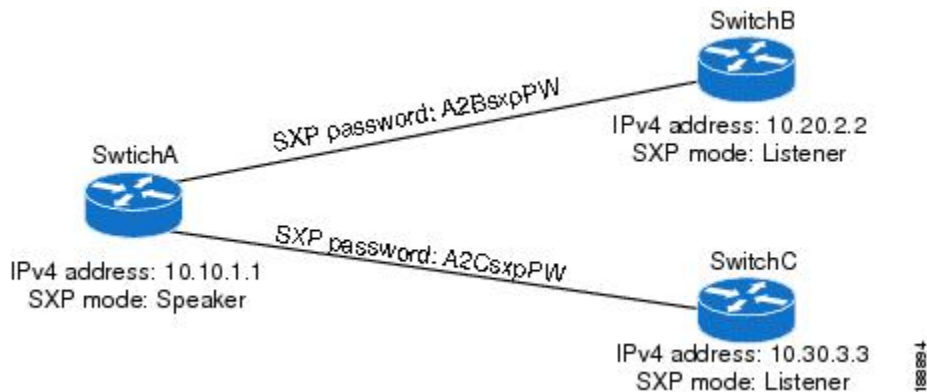 SwitchB
SXP password: A2BsxpPW
IPv4 address: 10.20.2.2
SXP mode: Listener
SwtichA
IPv4 address: 10.10.1.1
SXP mode: Speaker
SXP password: A2CsxpPW
SwitchC
IPv4 address: 10.30.3.3
SXP mode: Listener
188894